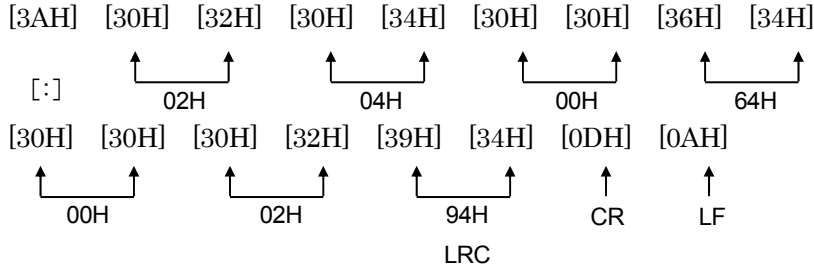 [3AH] [30H] [32H] [30H] [34H] [30H] [30H] [36H] [34H]
[:] 02H 04H 00H 64H
[30H] [30H] [30H] [32H] [39H] [34H] [0DH] [0AH]
00H 02H 94H CR LF
LRC